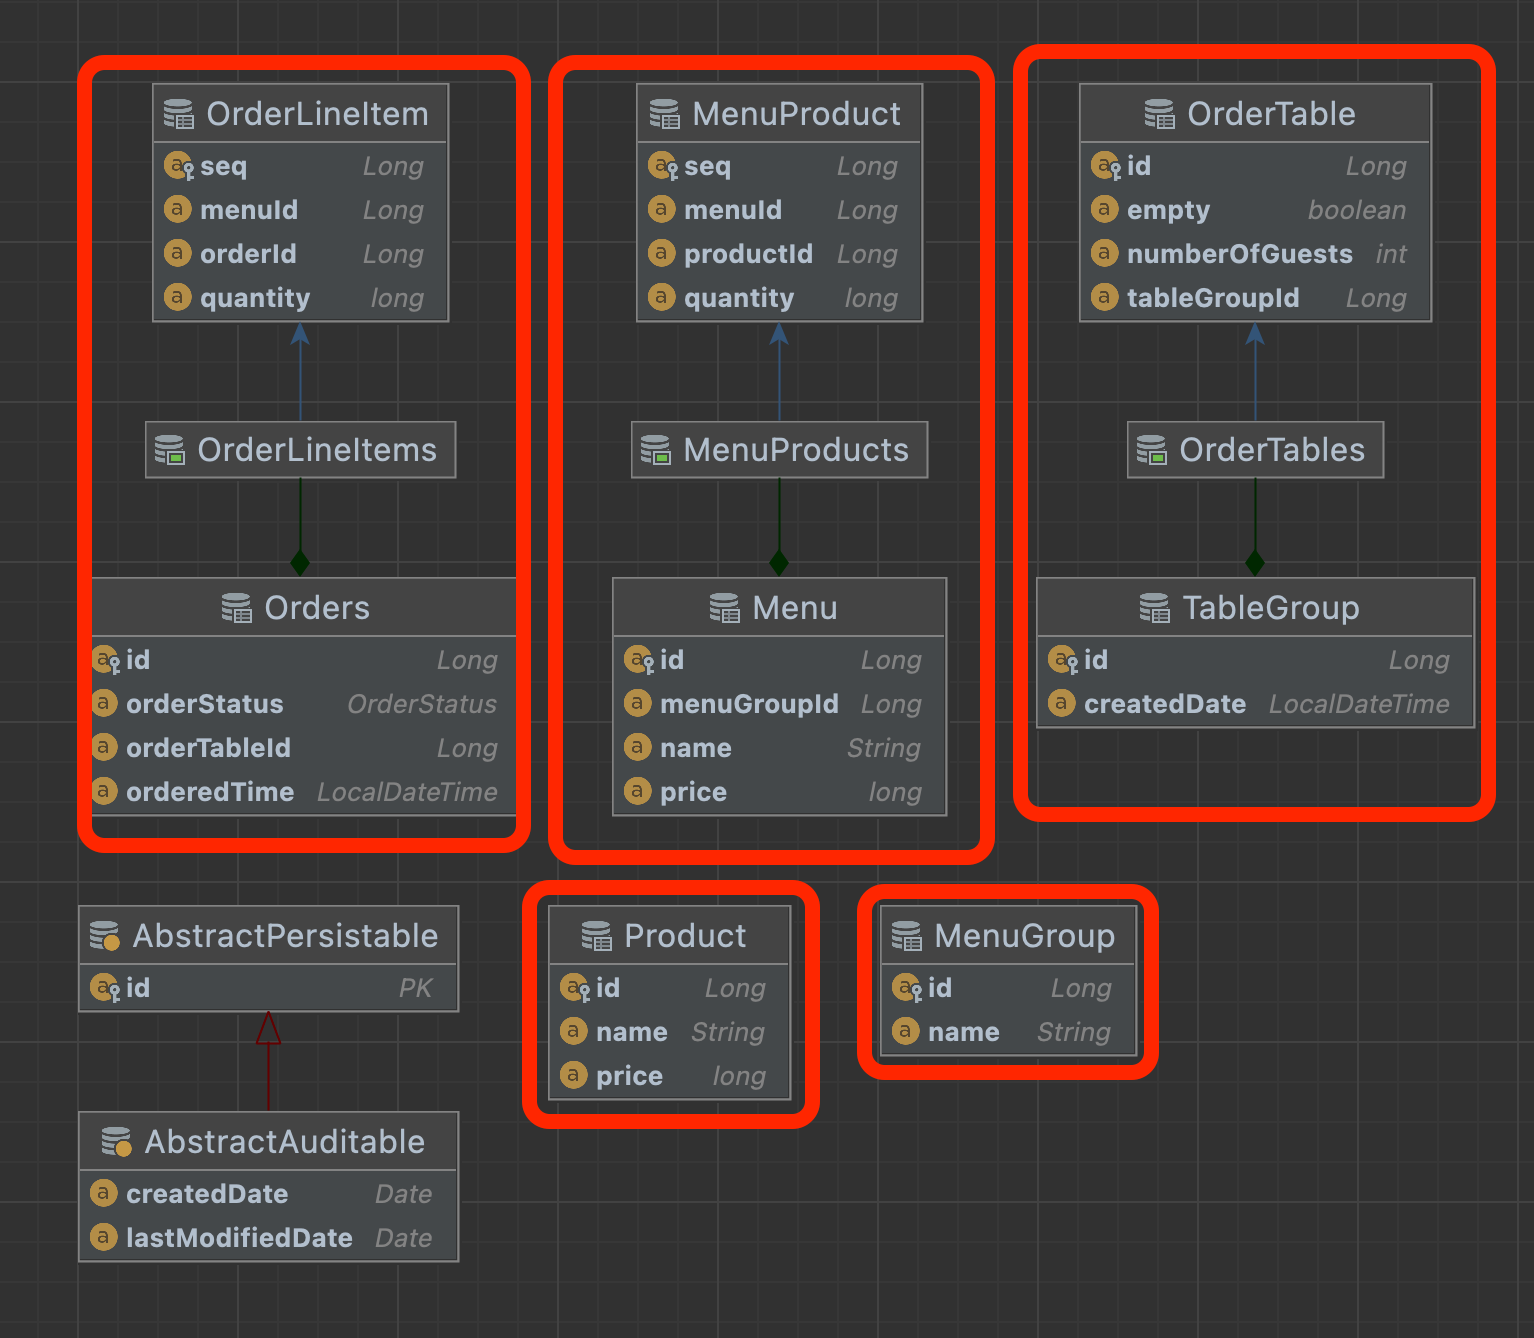 OrderLineItem
seq Long
menuId Long
orderId Long
quantity long
OrderLineItems
Orders
id Long
orderStatus OrderStatus
orderTableId Long
orderedTime LocalDateTime
MenuProduct
seq Long
menuId Long
productId Long
quantity long
MenuProducts
Menu
id Long
menuGroupId Long
name String
price long
OrderTable
id Long
empty boolean
numberOfGuests int
tableGroupId Long
OrderTables
TableGroup
id Long
createdDate LocalDateTime
AbstractPersistable
id PK
AbstractAuditable
createdDate Date
lastModifiedDate Date
Product
id Long
name String
price long
MenuGroup
id Long
name String